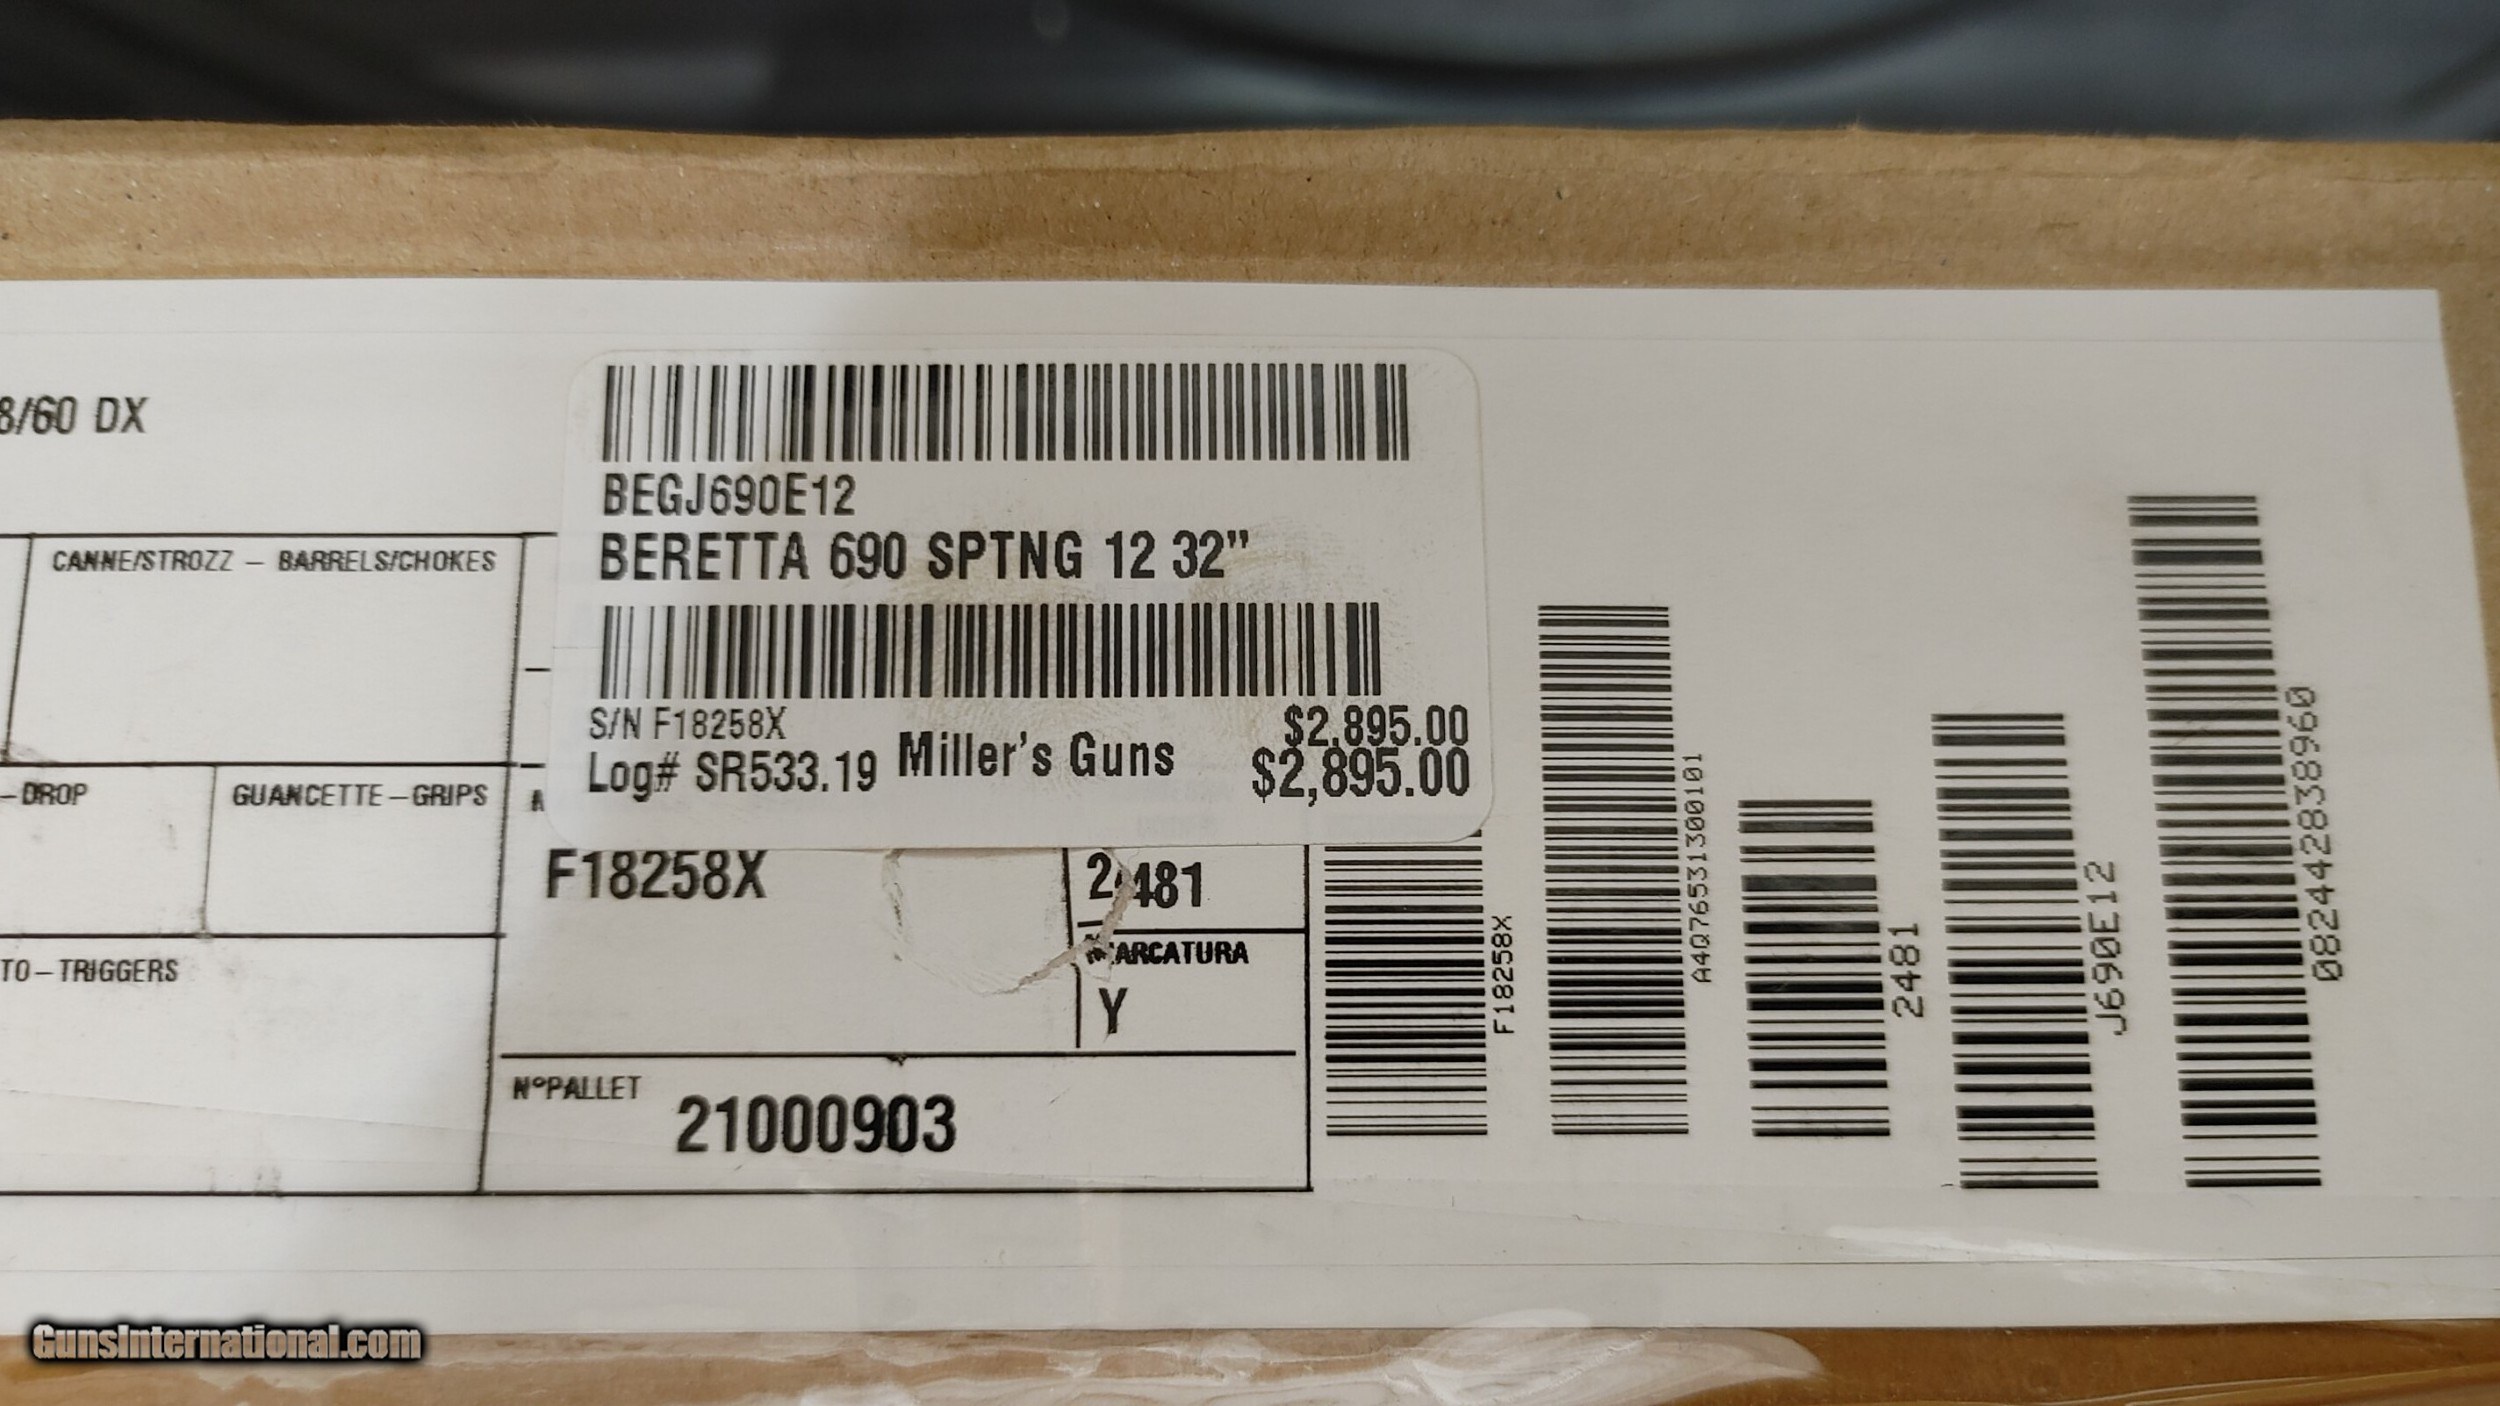 8/60 DX
BEGJ690E12
BERETTA 690 SPTNG 12 32"
S/N F18258X
$2,895.00
Log# SR533.19
Miller's Guns
$2,895.00
CANNE/STROZZ – BARRELS/CHOKES
–DROP
GUANCETTE–GRIPS
F18258X
2481
TO–TRIGGERS
MARCATURA
Y
NºPALLET
21000903
F18258X
A4Q76531300101
2481
J690E12
082442838960
GunsInternational.com